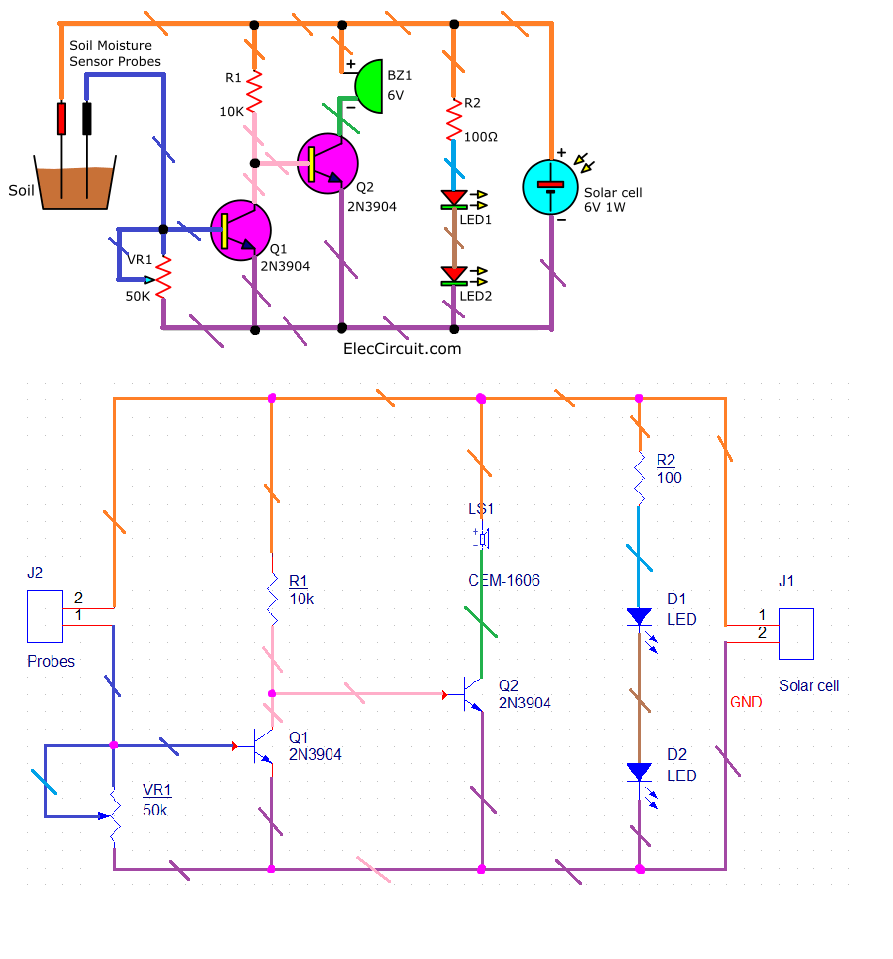 Soil Moisture
Sensor Probes
R1
10K
+
BZ1
6V
−
R2
100Ω
Soil
Q2
2N3904
LED1
+
Solar cell
6V 1W
−
VR1
50K
Q1
2N3904
LED2
ElecCircuit.com
R2
100
LS1
+
−
CEM-1606
J2
2
1
Probes
R1
10k
D1
LED
J1
1
2
Solar cell
GND
Q2
2N3904
Q1
2N3904
D2
LED
VR1
50k